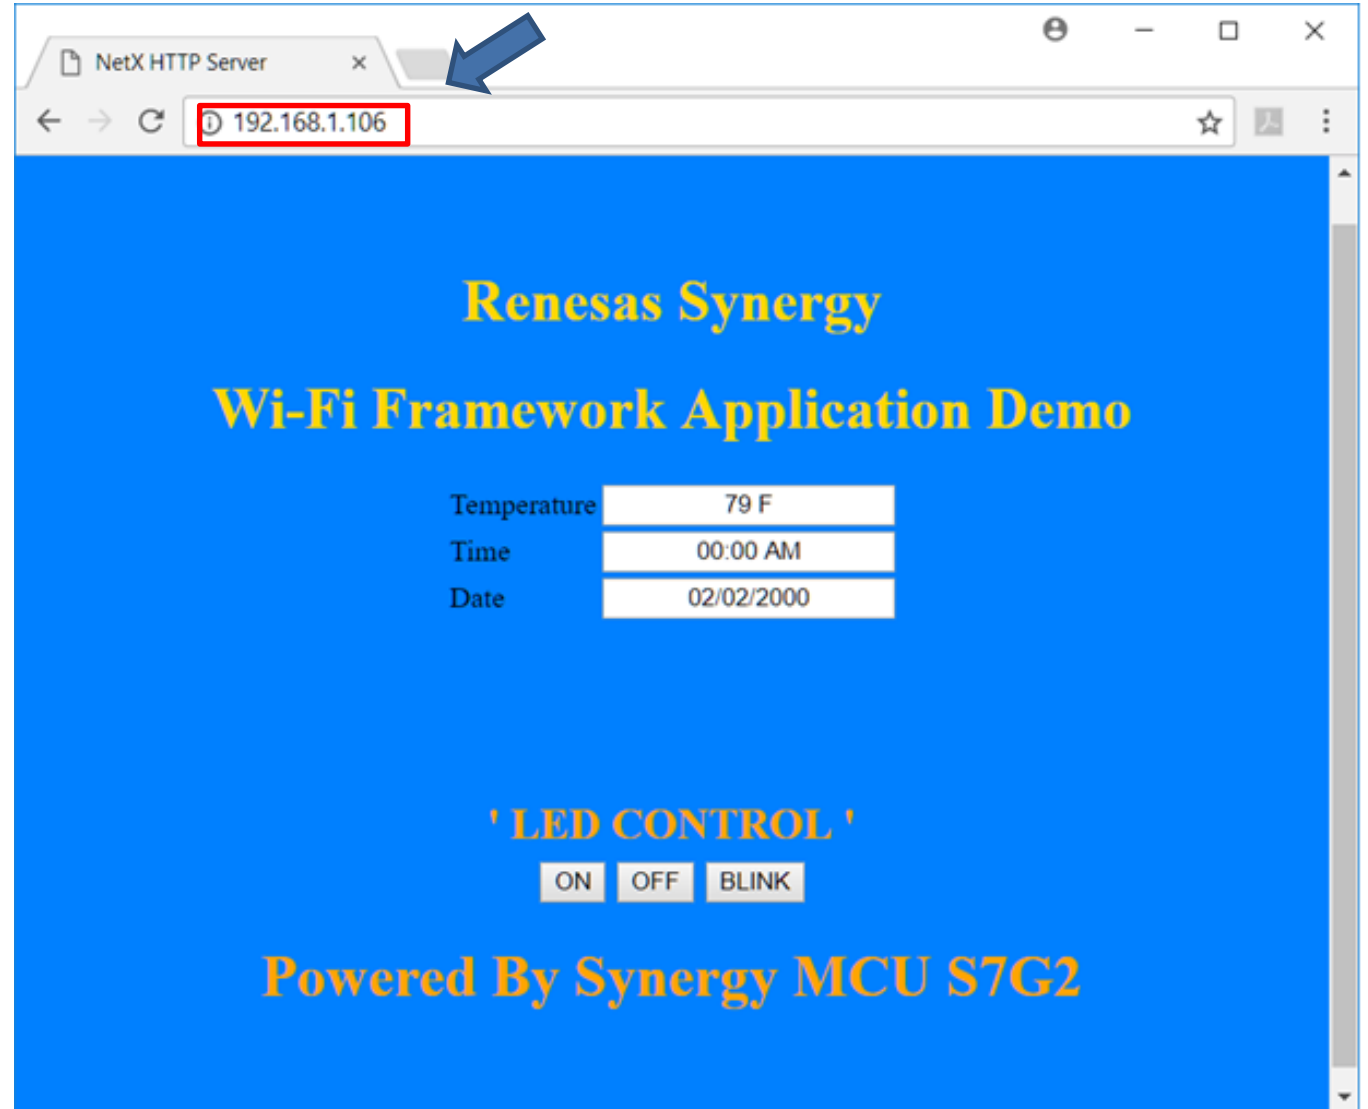 NetX HTTP Server
192.168.1.106
Renesas Synergy
Wi-Fi Framework Application Demo
Temperature 79 F
Time 00:00 AM
Date 02/02/2000
' LED CONTROL '
ON OFF BLINK
Powered By Synergy MCU S7G2